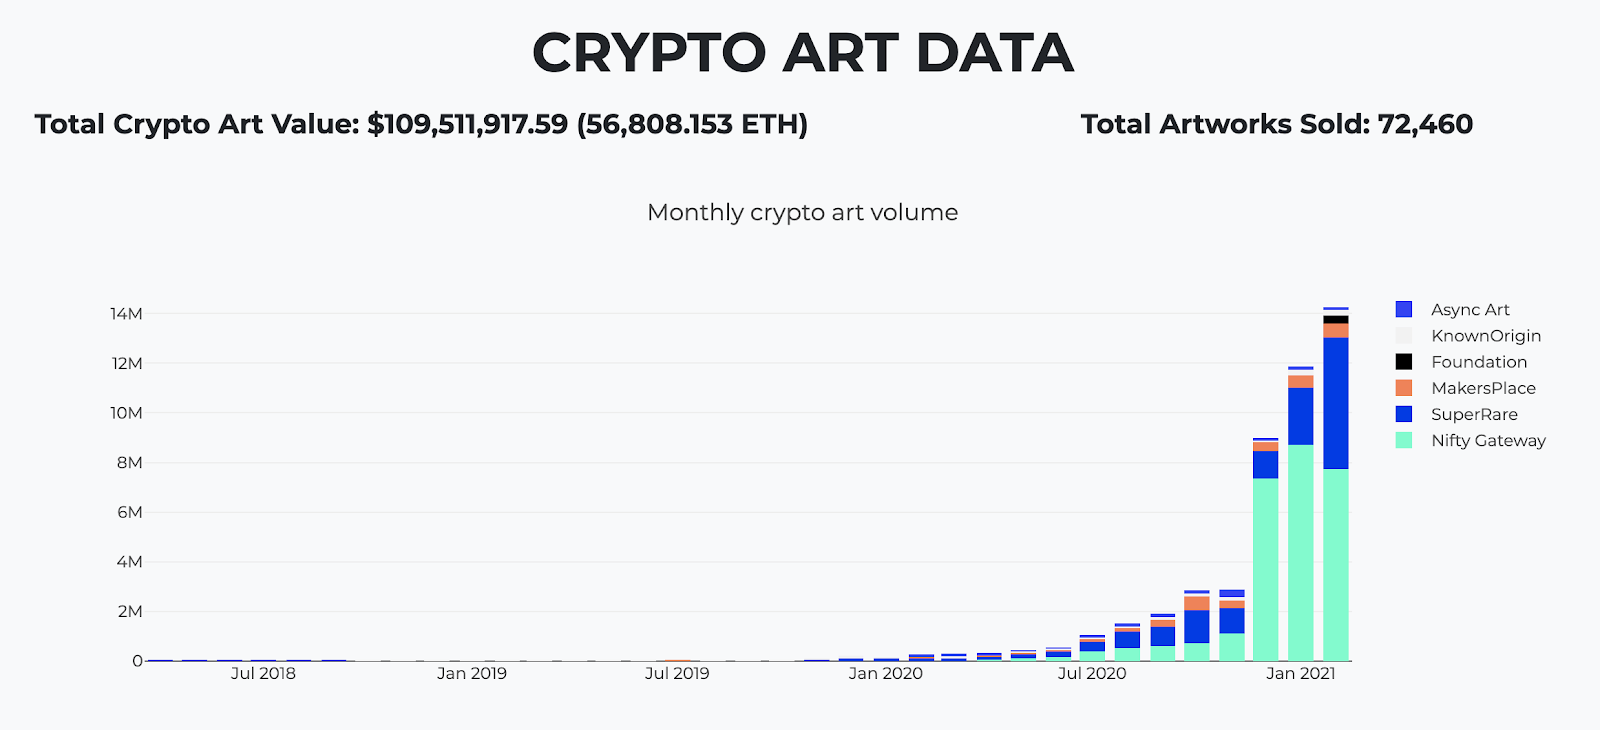 CRYPTO ART DATA
Total Crypto Art Value: $109,511,917.59 (56,808.153 ETH)
Total Artworks Sold: 72,460
Monthly crypto art volume
14M
12M
10M
8M
6M
4M
2M
0
Jul 2018
Jan 2019
Jul 2019
Jan 2020
Jul 2020
Jan 2021
Async Art
KnownOrigin
Foundation
MakersPlace
SuperRare
Nifty Gateway